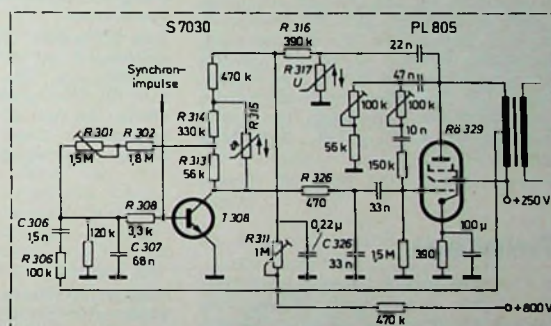 S 7030
PL 805
R 316
390 k
22 n
Synchron-
impulse
470 k
R 317
U
47 n
R 315
100 k
100 k
R 301
R 302
R 314
330 k
10 n
Rö 329
1,5 M
1,8 M
R 313
56 k
56 k
150 k
R 326
470
+250 V
R 308
T 308
33 n
C 306
1,5 n
3,3 k
120 k
C 307
68 n
R 311
1 M
0,22 µ
C 326
33 n
100 µ
R 306
100 k
1,5 M
390
+800 V
470 k